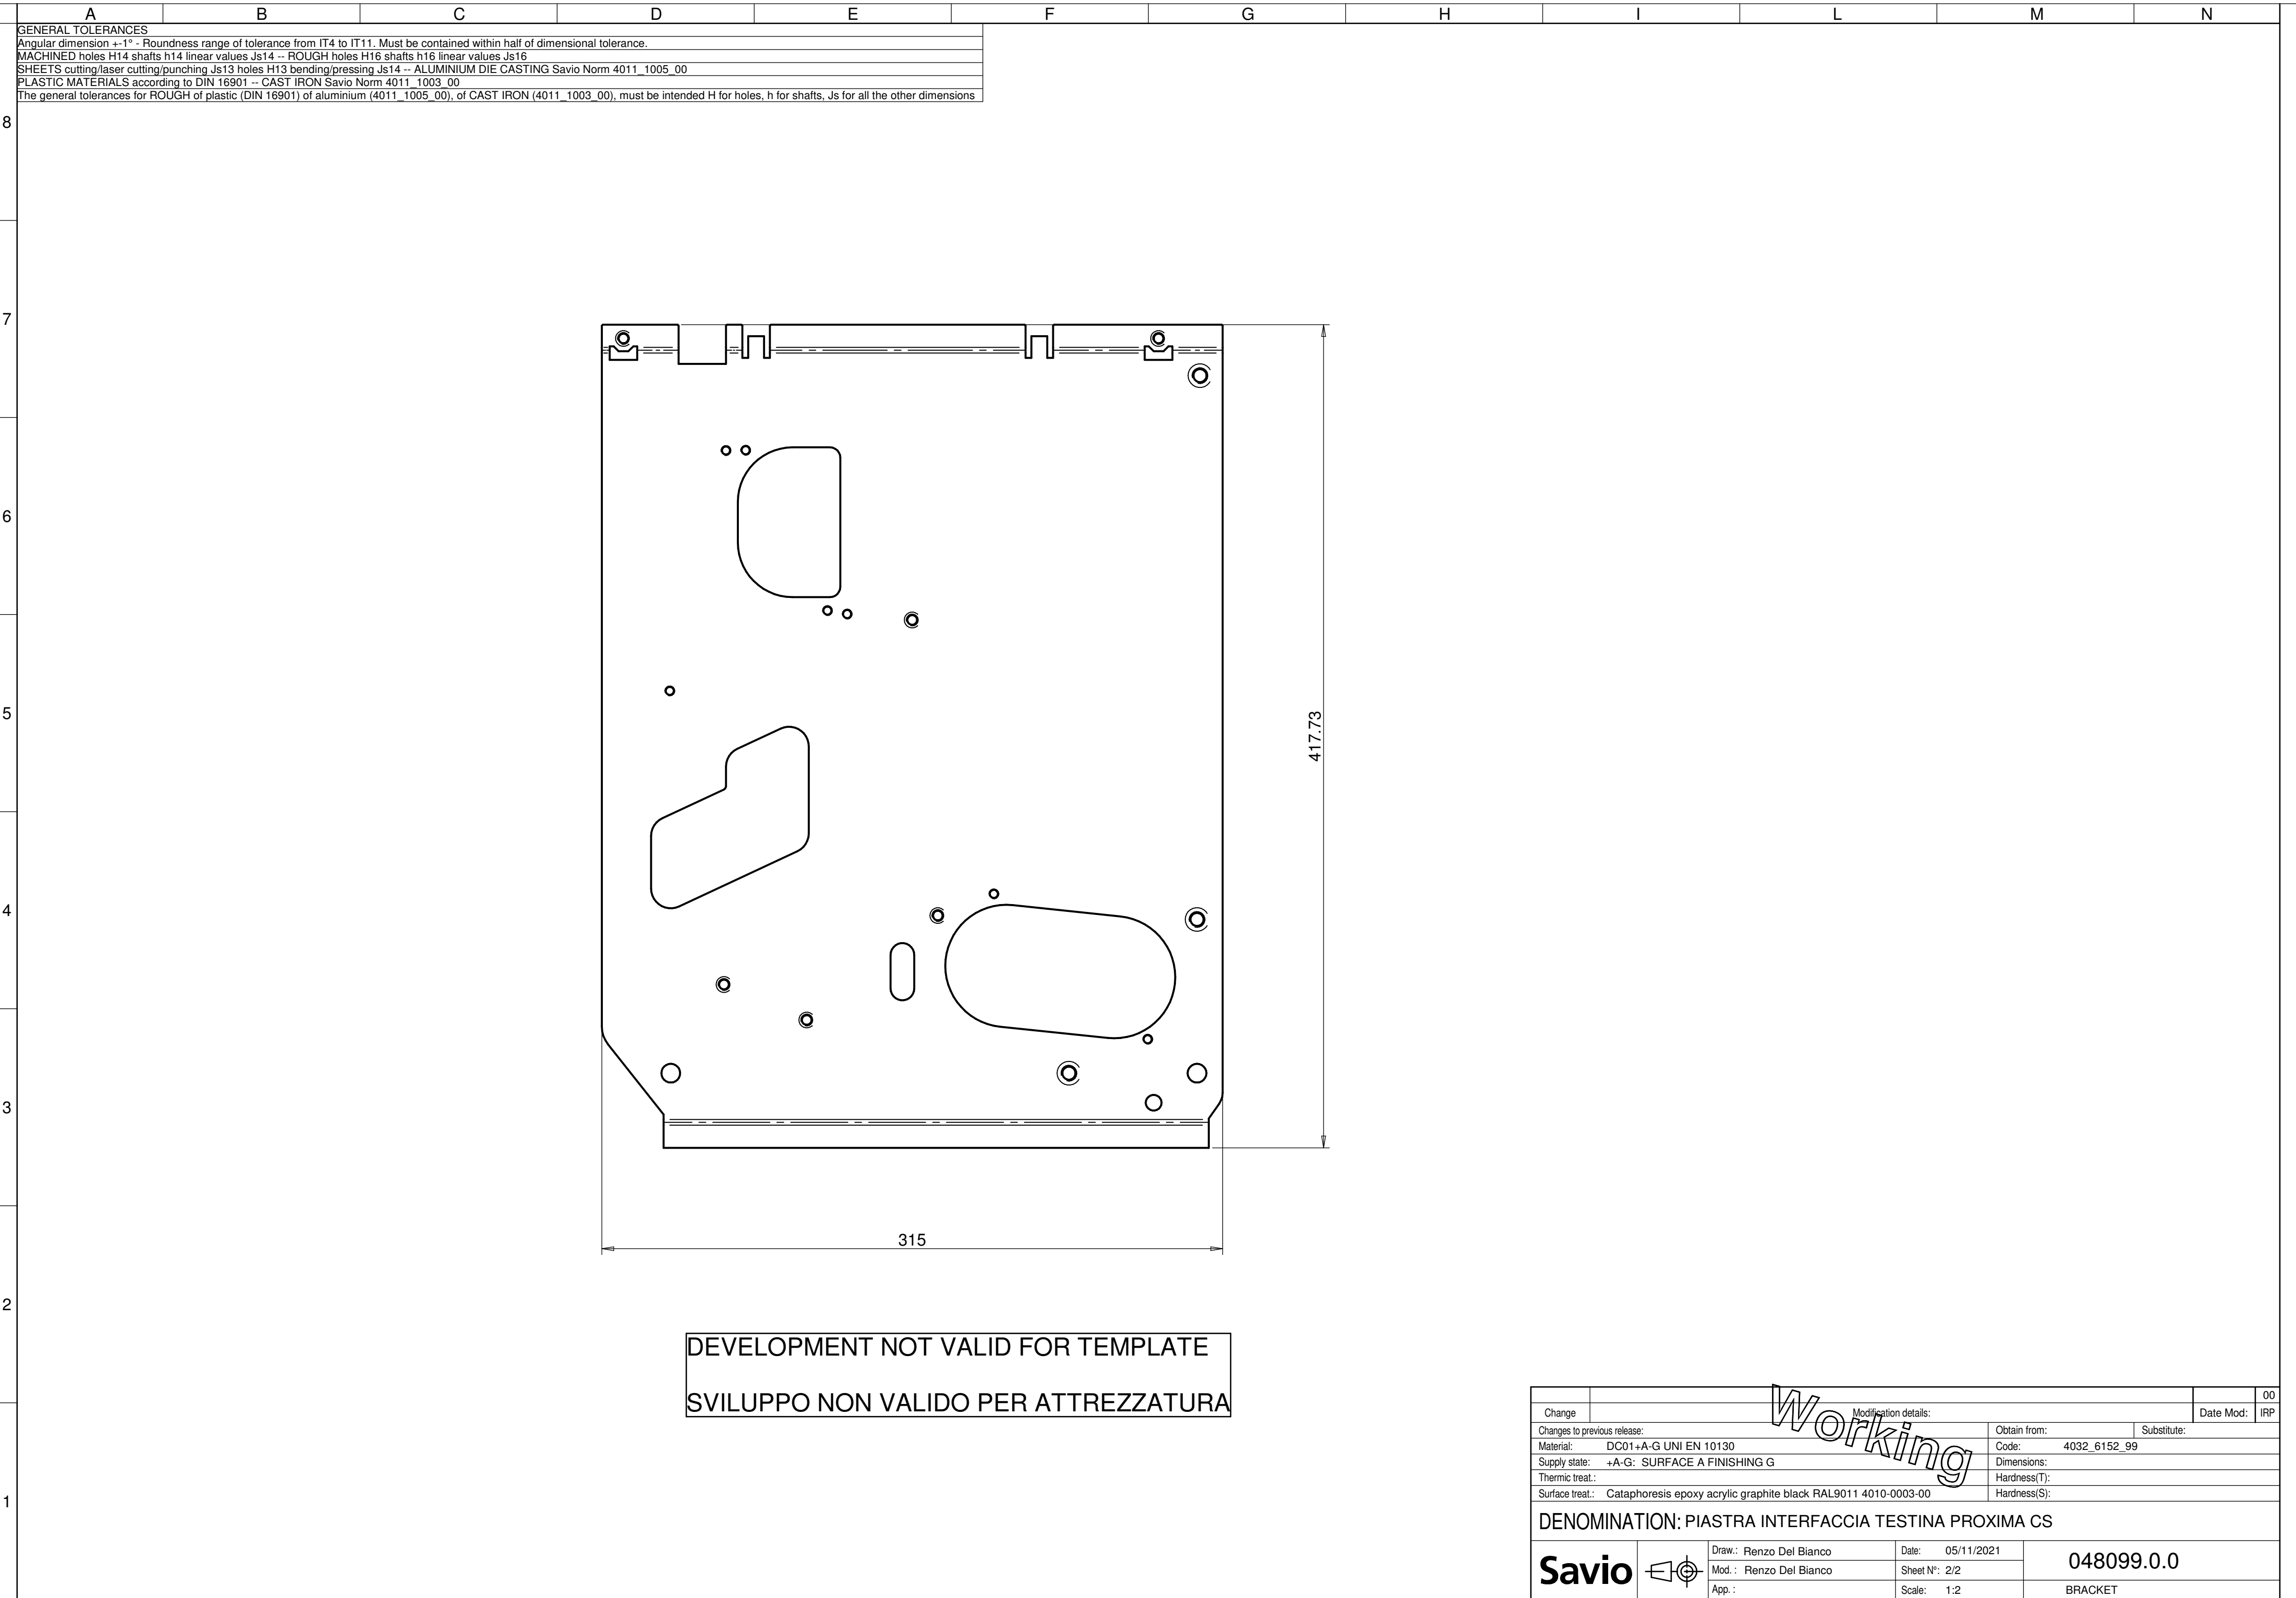 A B C D E F G H I L M N
GENERAL TOLERANCES
Angular dimension +-1° - Roundness range of tolerance from IT4 to IT11. Must be contained within half of dimensional tolerance.
MACHINED holes H14 shafts h14 linear values Js14 -- ROUGH holes H16 shafts h16 linear values Js16
SHEETS cutting/laser cutting/punching Js13 holes H13 bending/pressing Js14 -- ALUMINIUM DIE CASTING Savio Norm 4011_1005_00
PLASTIC MATERIALS according to DIN 16901 -- CAST IRON Savio Norm 4011_1003_00
The general tolerances for ROUGH of plastic (DIN 16901) of aluminium (4011_1005_00), of CAST IRON (4011_1003_00), must be intended H for holes, h for shafts, Js for all the other dimensions
8
7
6
5
4
3
2
1
417.73
315
DEVELOPMENT NOT VALID FOR TEMPLATE
SVILUPPO NON VALIDO PER ATTREZZATURA
00
Change Modification details: Date Mod: IRP
Working
Changes to previous release: Obtain from: Substitute:
Material: DC01+A-G UNI EN 10130 Code: 4032_6152_99
Supply state: +A-G: SURFACE A FINISHING G Dimensions:
Thermic treat.: Hardness(T):
Surface treat.: Cataphoresis epoxy acrylic graphite black RAL9011 4010-0003-00 Hardness(S):
DENOMINATION: PIASTRA INTERFACCIA TESTINA PROXIMA CS
Savio
Draw.: Renzo Del Bianco Date: 05/11/2021 048099.0.0
Mod. : Renzo Del Bianco Sheet N°: 2/2
App. : Scale: 1:2 BRACKET